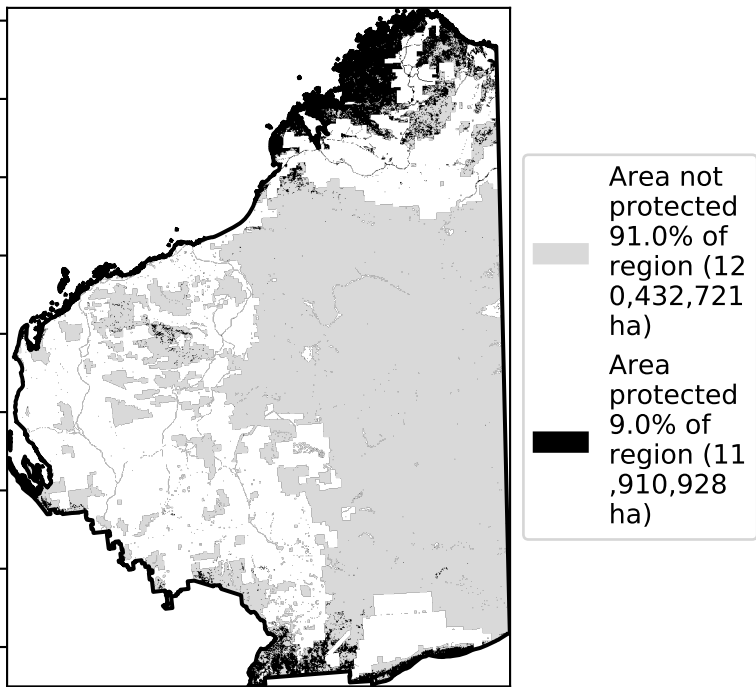 Area not
protected
91.0% of
region (12
0,432,721
ha)
Area
protected
9.0% of
region (11
,910,928
ha)